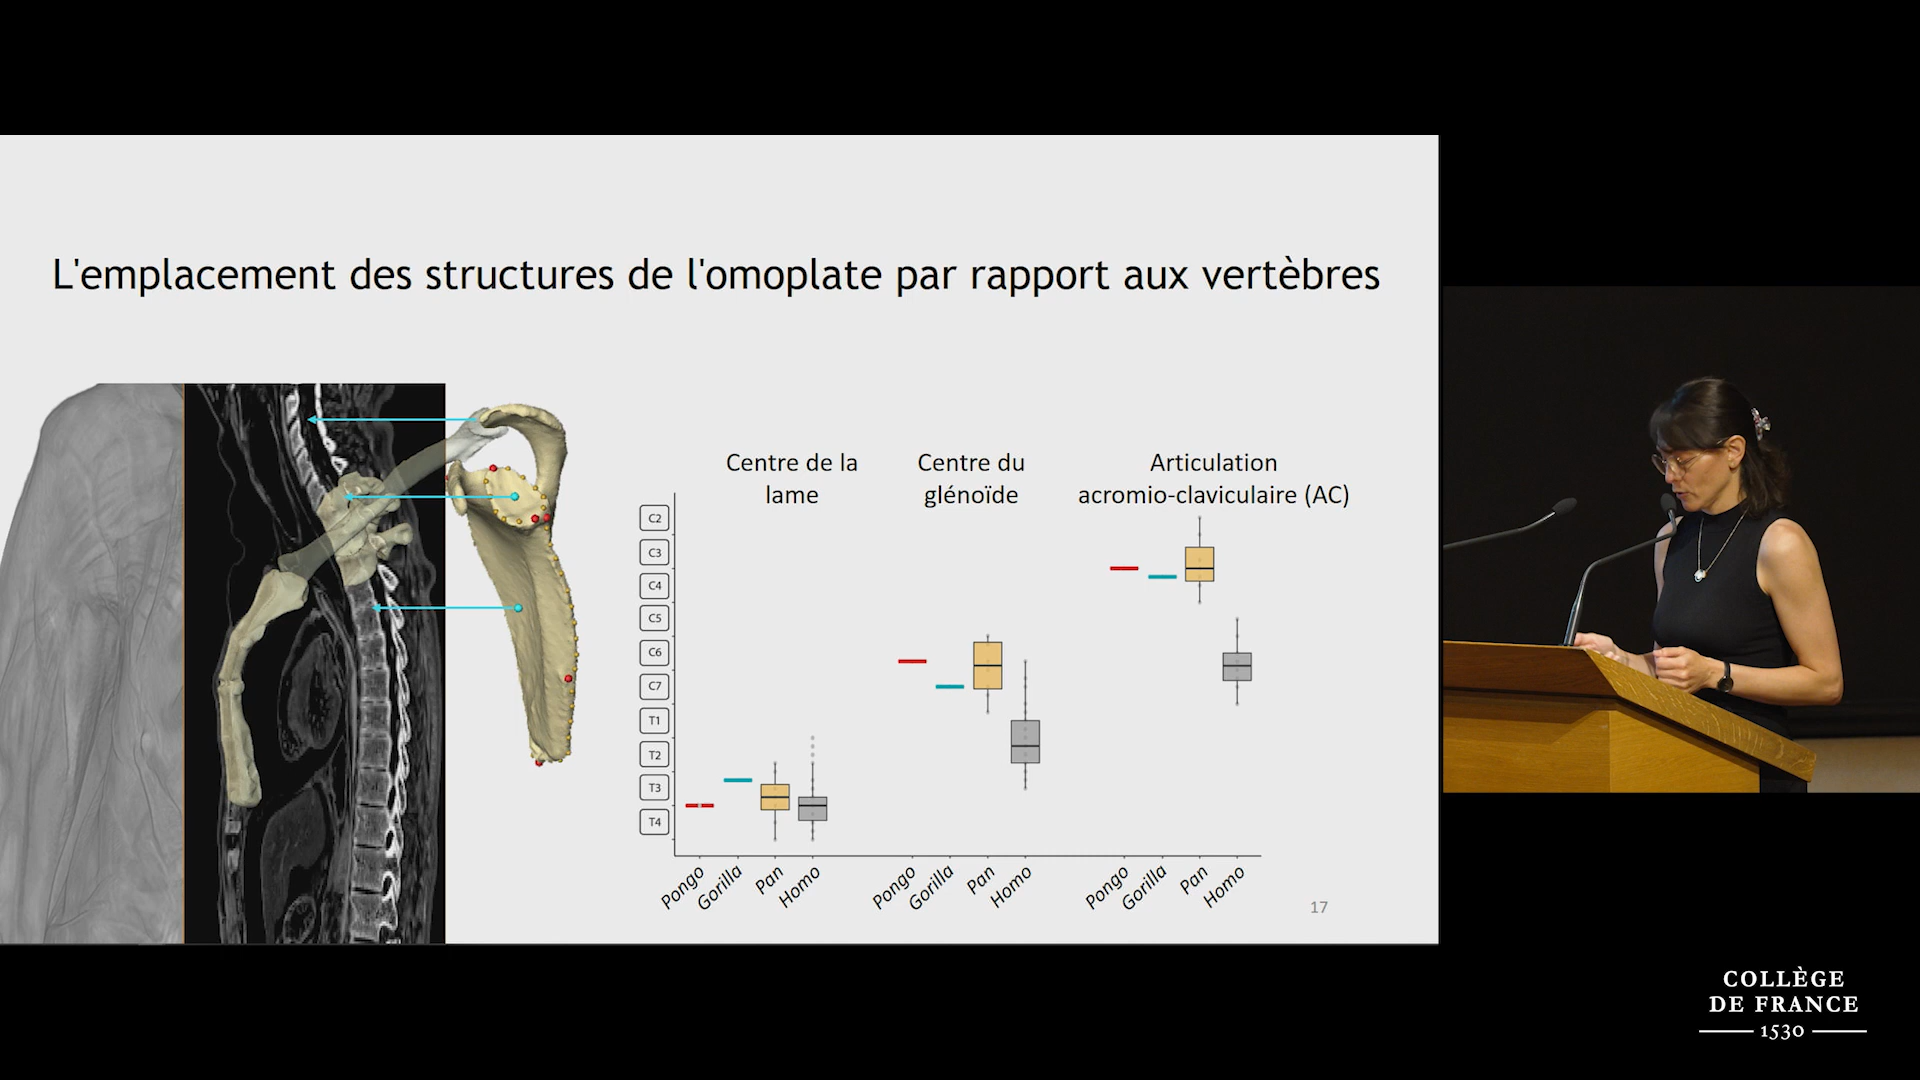 L'emplacement des structures de l'omoplate par rapport aux vertèbres
Centre de la
lame
Centre du
glénoïde
Articulation
acromio-claviculaire (AC)
C2
C3
C4
C5
C6
C7
T1
T2
T3
T4
Pongo
Gorilla
Pan
Homo
Pongo
Gorilla
Pan
Homo
Pongo
Gorilla
Pan
Homo
17
COLLÈGE
DE FRANCE
1530